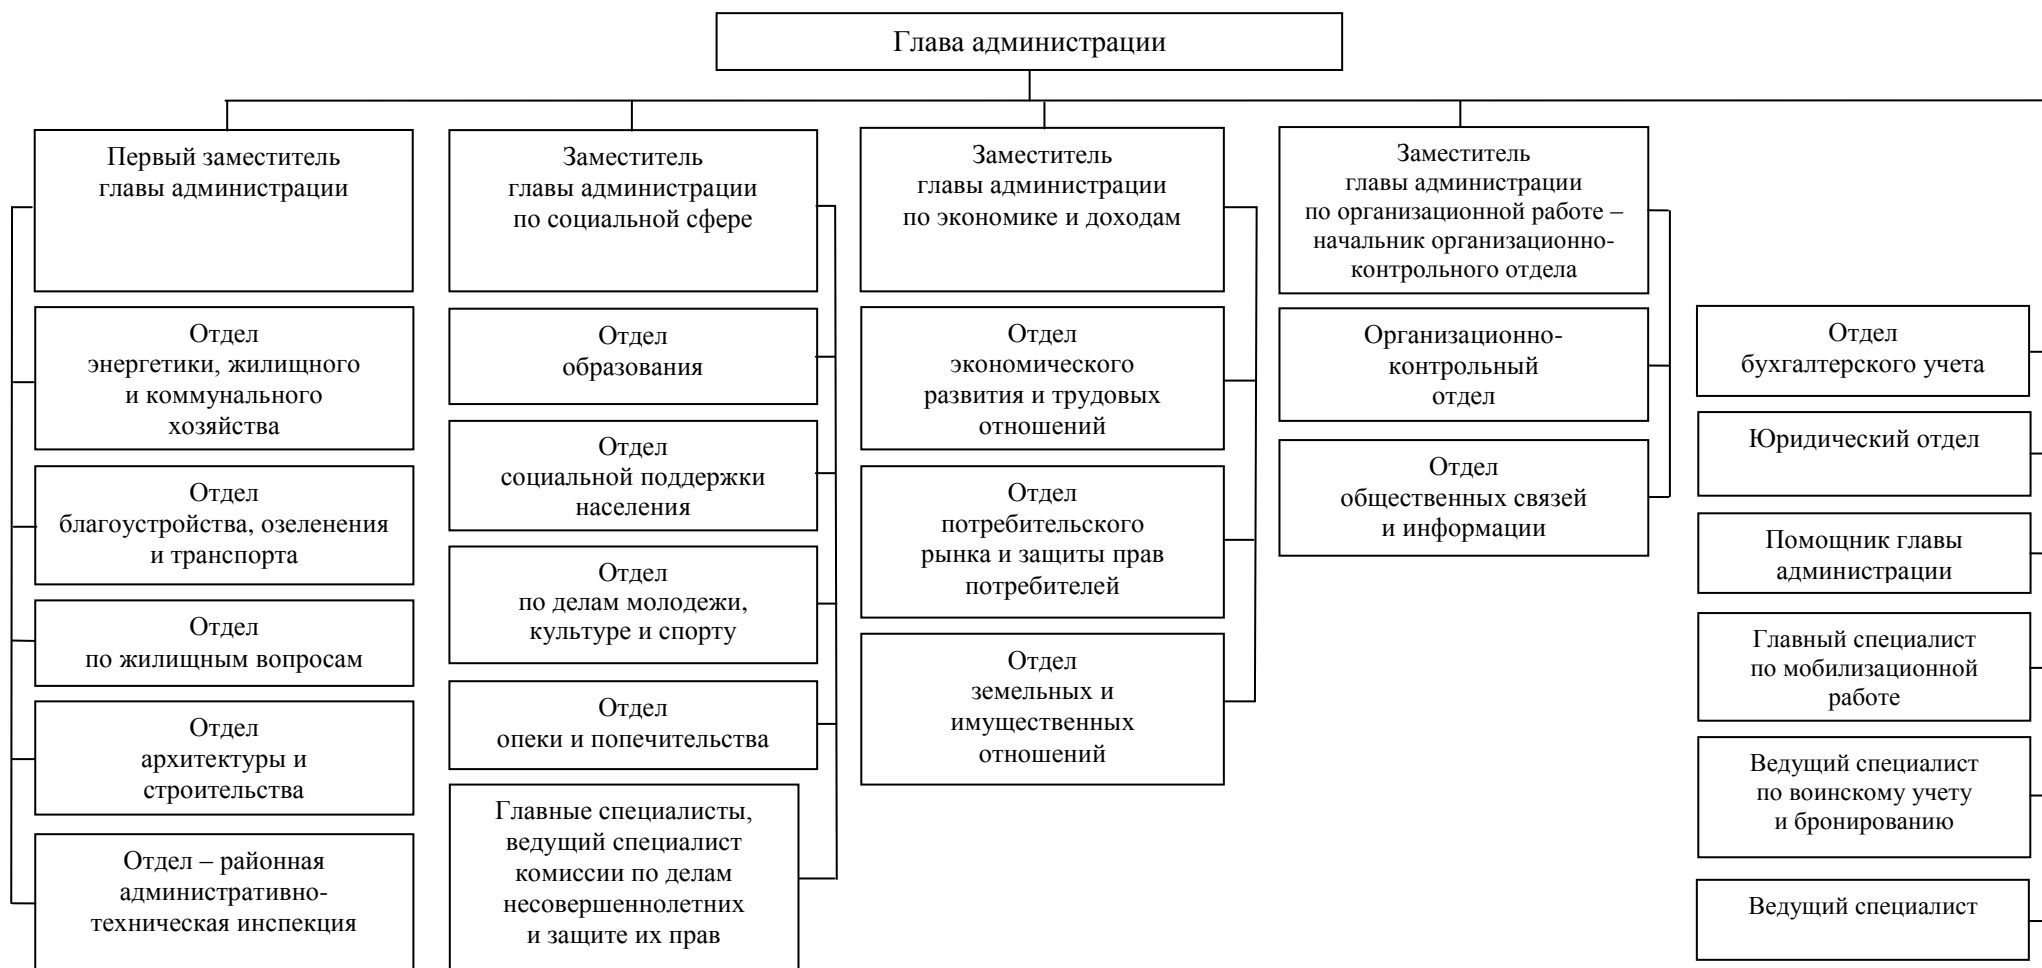 Глава администрации
Первый заместитель
главы администрации
Отдел
энергетики, жилищного
и коммунального
хозяйства
Отдел
благоустройства, озеленения
и транспорта
Отдел
по жилищным вопросам
Отдел
архитектуры и
строительства
Отдел – районная
административно-
техническая инспекция
Заместитель
главы администрации
по социальной сфере
Отдел
образования
Отдел
социальной поддержки
населения
Отдел
по делам молодежи,
культуре и спорту
Отдел
опеки и попечительства
Главные специалисты,
ведущий специалист
комиссии по делам
несовершеннолетних
и защите их прав
Заместитель
главы администрации
по экономике и доходам
Отдел
экономического
развития и трудовых
отношений
Отдел
потребительского
рынка и защиты прав
потребителей
Отдел
земельных и
имущественных
отношений
Заместитель
главы администрации
по организационной работе –
начальник организационно-
контрольного отдела
Организационно-
контрольный
отдел
Отдел
общественных связей
и информации
Отдел
бухгалтерского учета
Юридический отдел
Помощник главы
администрации
Главный специалист
по мобилизационной
работе
Ведущий специалист
по воинскому учету
и бронированию
Ведущий специалист